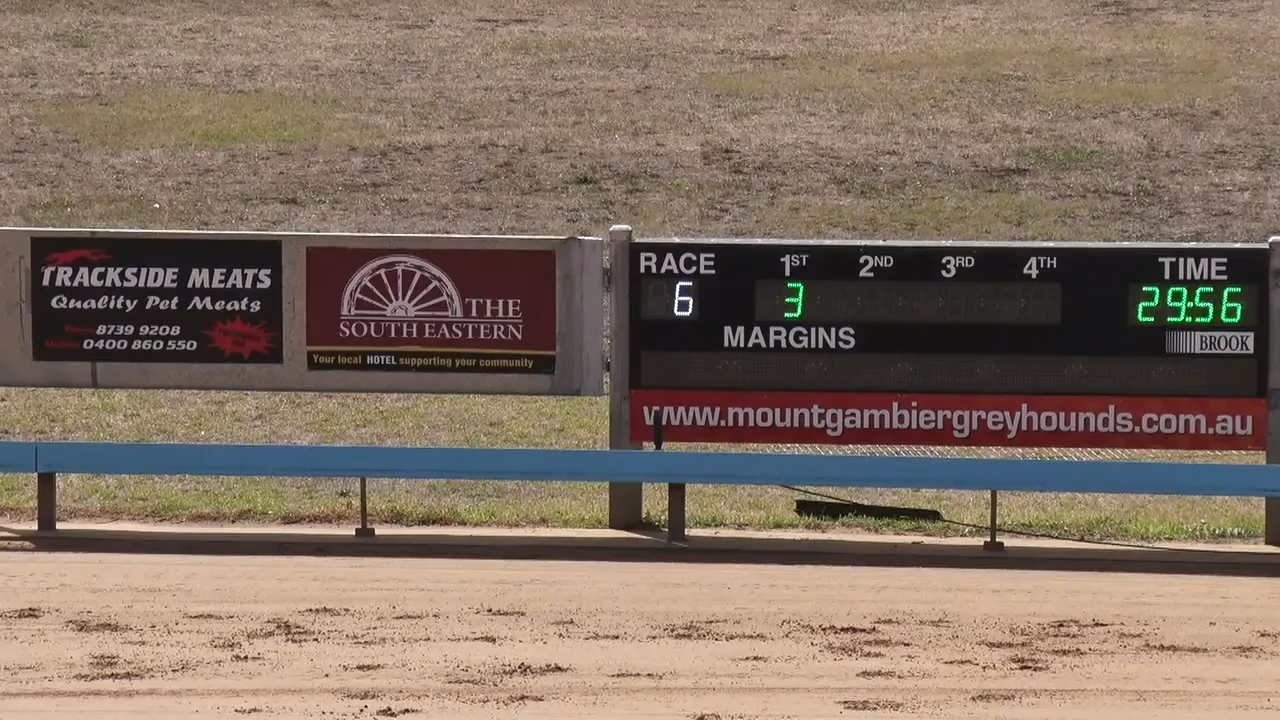 TRACKSIDE MEATS
Quality Pet Meats
8739 9208
0400 860 550
THE
SOUTH EASTERN
Your local HOTEL supporting your community
RACE 1ST 2ND 3RD 4TH TIME
6 3 29:56
MARGINS
BROOK
www.mountgambiergreyhounds.com.au